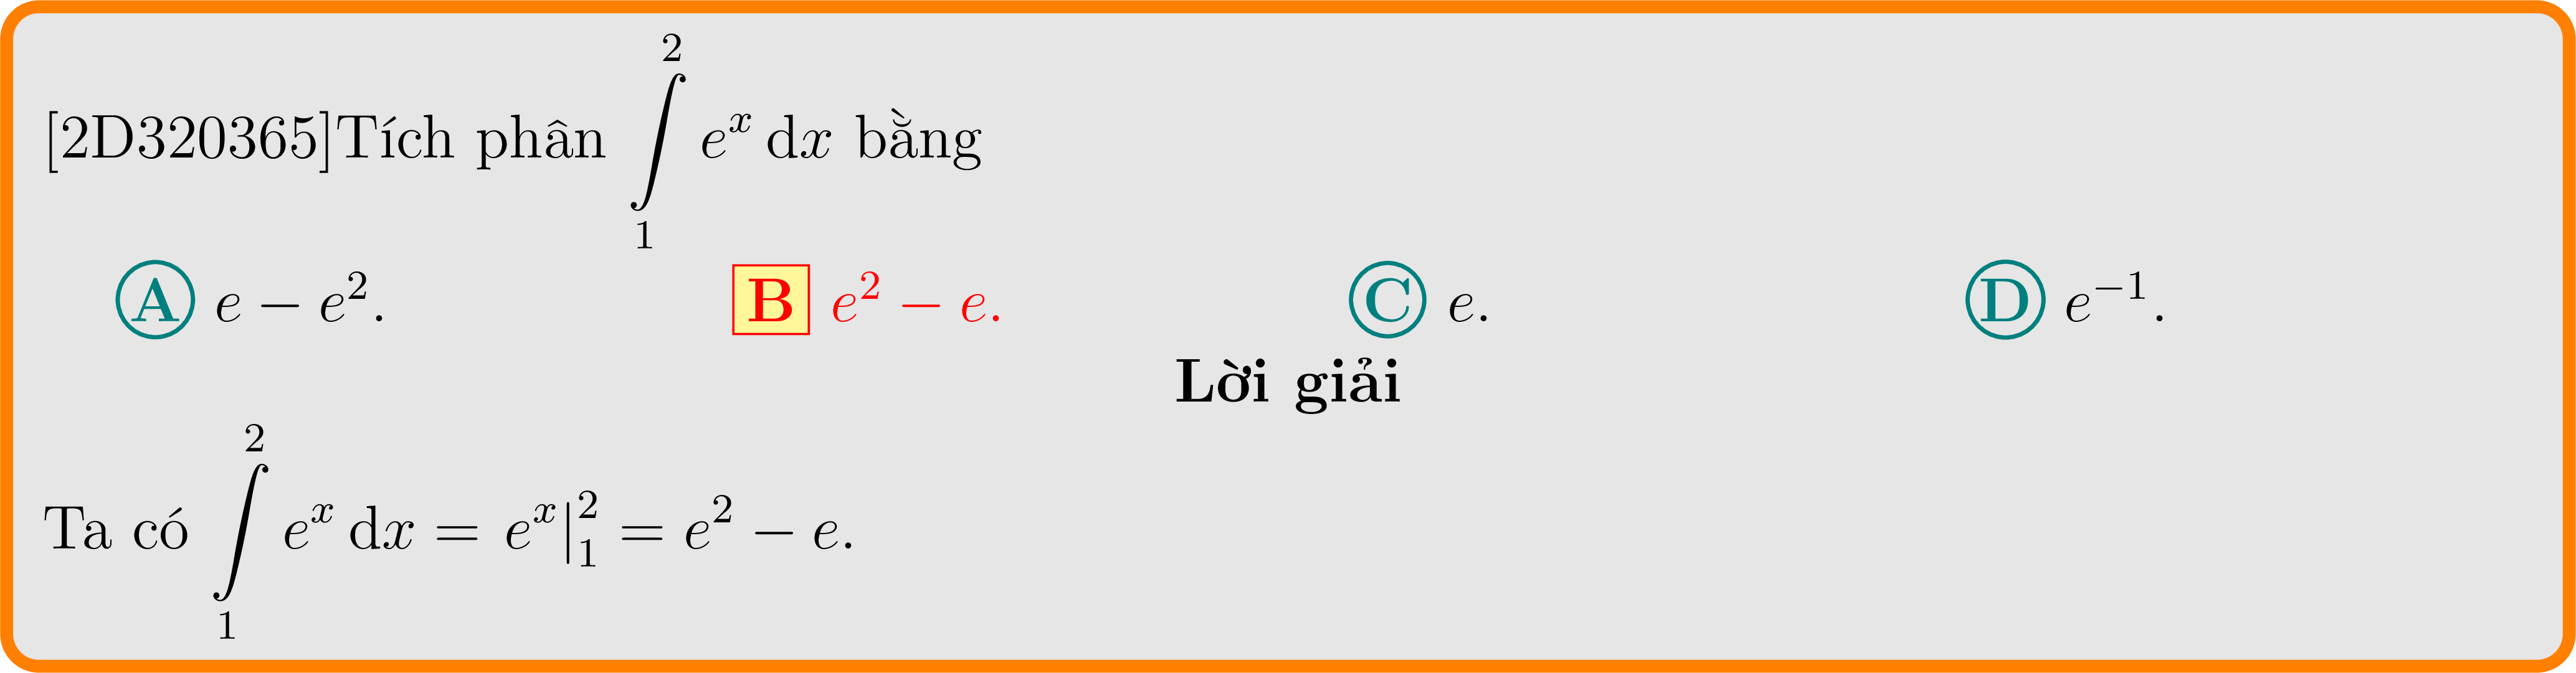 [2D320365]Tích phân $\int\limits_1^2 e^x \,\mathrm{d}x$ bằng
A $e - e^2.$ B $e^2 - e.$ C $e.$ D $e^{-1}.$
Lời giải
Ta có $\int\limits_1^2 e^x \,\mathrm{d}x = e^x\big|_1^2 = e^2 - e.$